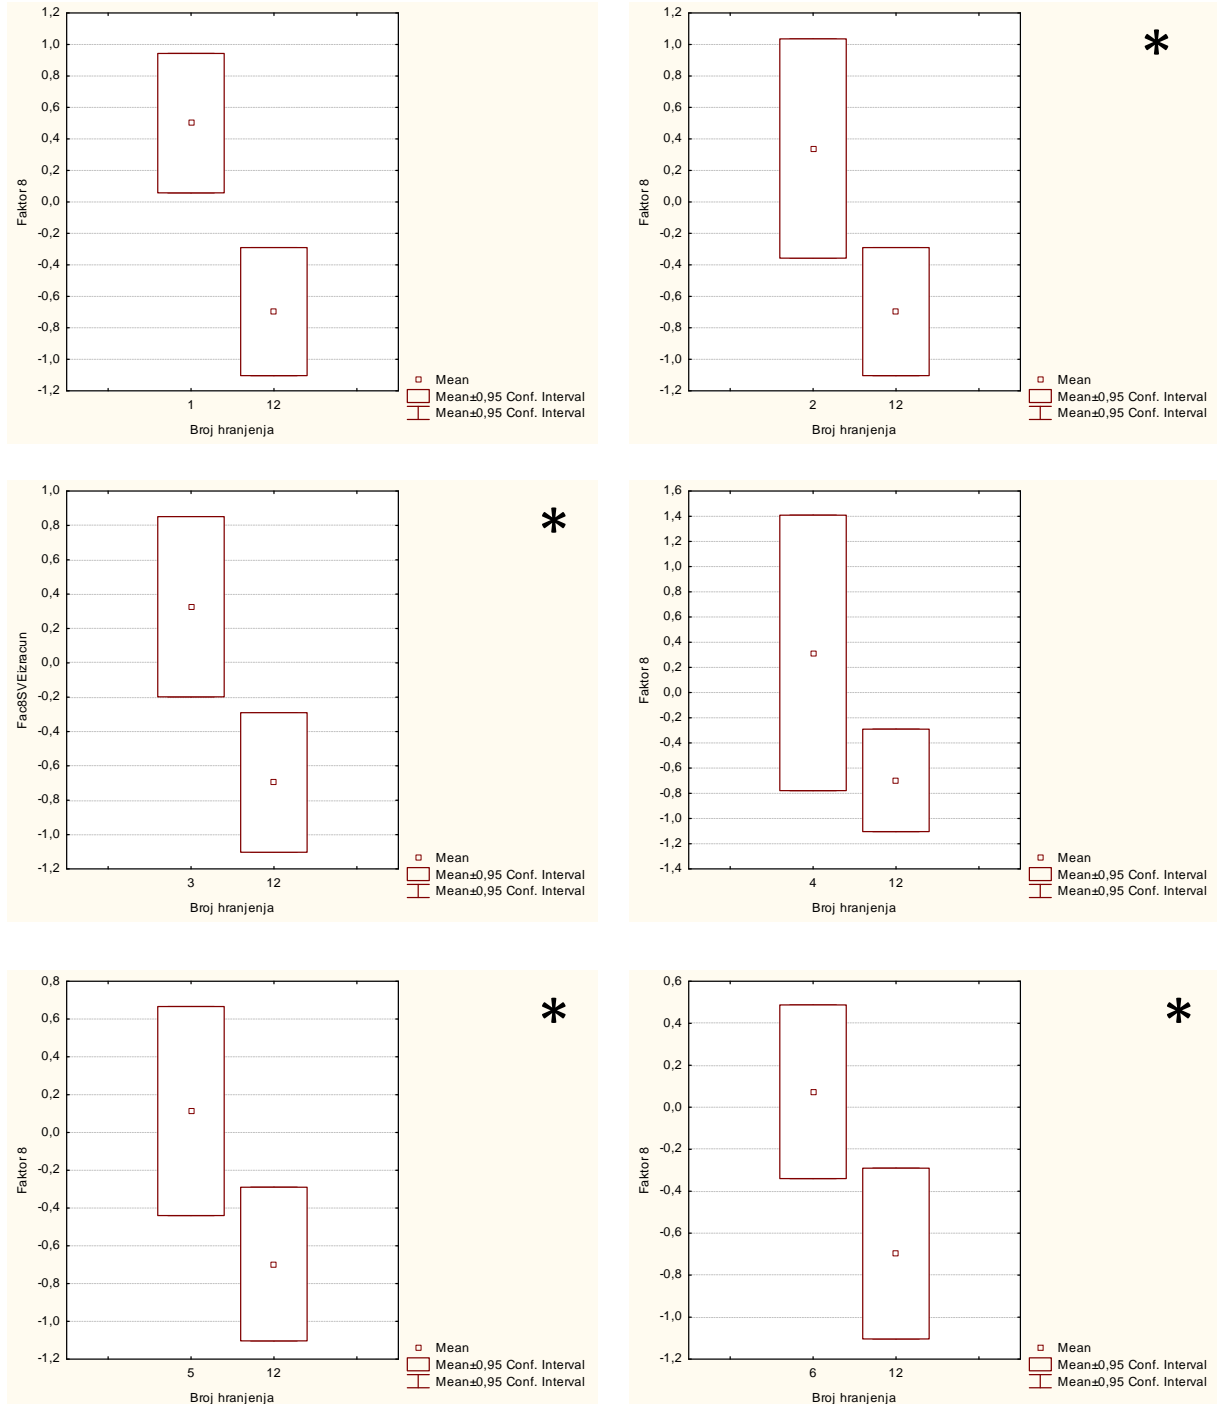 1,2
1,0
0,8
0,6
0,4
0,2
0,0
-0,2
-0,4
-0,6
-0,8
-1,0
-1,2
Faktor 8
1 12
Broj hranjenja
Mean
Mean±0,95 Conf. Interval
Mean±0,95 Conf. Interval
*
1,2
1,0
0,8
0,6
0,4
0,2
0,0
-0,2
-0,4
-0,6
-0,8
-1,0
-1,2
Faktor 8
2 12
Broj hranjenja
Mean
Mean±0,95 Conf. Interval
Mean±0,95 Conf. Interval
*
1,0
0,8
0,6
0,4
0,2
0,0
-0,2
-0,4
-0,6
-0,8
-1,0
-1,2
Fac8SVEizracun
3 12
Broj hranjenja
Mean
Mean±0,95 Conf. Interval
Mean±0,95 Conf. Interval
1,6
1,4
1,2
1,0
0,8
0,6
0,4
0,2
0,0
-0,2
-0,4
-0,6
-0,8
-1,0
-1,2
-1,4
Faktor 8
4 12
Broj hranjenja
Mean
Mean±0,95 Conf. Interval
Mean±0,95 Conf. Interval
*
0,8
0,6
0,4
0,2
0,0
-0,2
-0,4
-0,6
-0,8
-1,0
-1,2
Faktor 8
5 12
Broj hranjenja
Mean
Mean±0,95 Conf. Interval
Mean±0,95 Conf. Interval
*
0,6
0,4
0,2
0,0
-0,2
-0,4
-0,6
-0,8
-1,0
-1,2
Faktor 8
6 12
Broj hranjenja
Mean
Mean±0,95 Conf. Interval
Mean±0,95 Conf. Interval